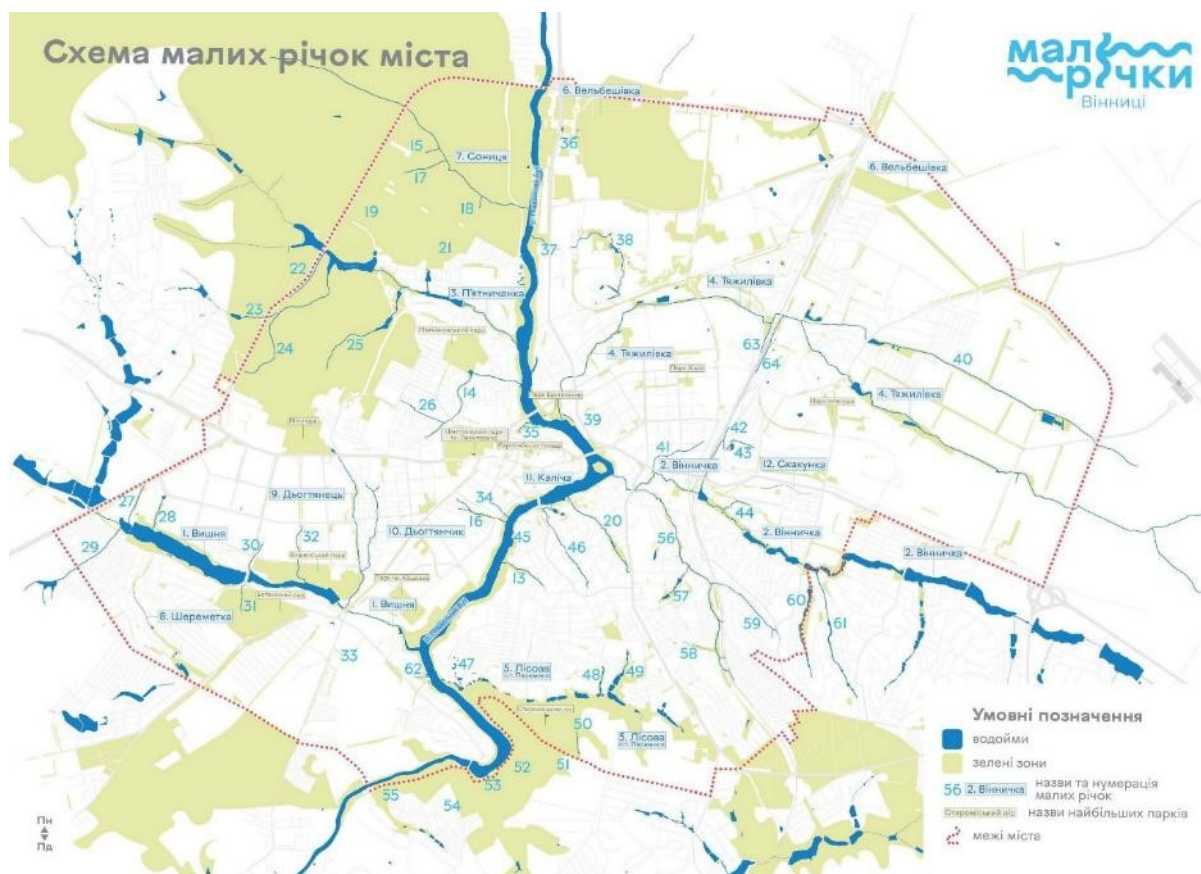 Схема малих річок міста
малі
річки
Вінниці
6. Вельбешівка
36
15
7. Сониця
17
6. Вельбешівка
19
18
21
37
38
22
4. Тяжилівка
3. П'ятничанка
23
24
25
63
64
40
4. Тяжилівка
14
26
4. Тяжилівка
35
39
42
41
43
2. Вінничка
12. Скакунка
11. Каліча
9. Дьогтянець
27
28
34
44
1. Вишня
16
10. Дьогтянчик
20
56
2. Вінничка
29
30
32
45
46
2. Вінничка
13
31
57
60
1. Вишня
8. Шереметка
59
61
33
58
62
47
5. Лісова
48
49
50
5. Лісова
52
51
53
55
54
Умовні позначення
водойми
зелені зони
56 2. Вінничка назви та нумерація
малих річок
Староміський ліс назви найбільших парків
межі міста
Пн
Пд